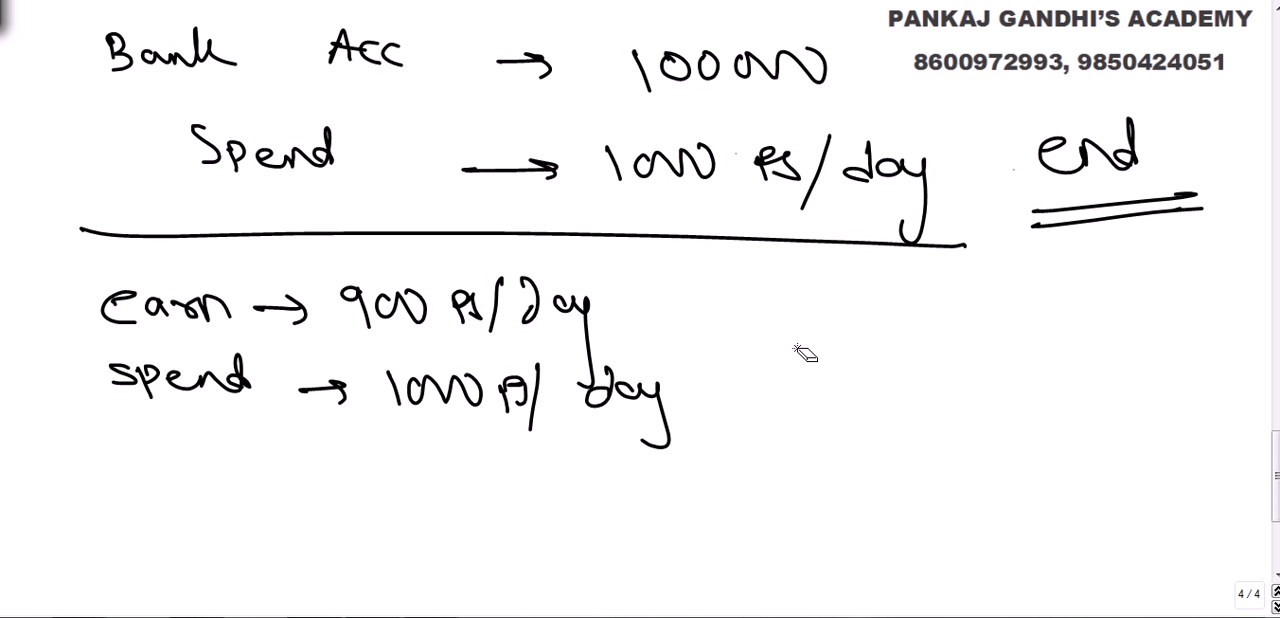 PANKAJ GANDHI'S ACADEMY
8600972993, 9850424051
Bank Acc → 100000
Spend → 1000 Rs/day end
earn → 900 Rs/day
spend → 1000 Rs/day
4 / 4